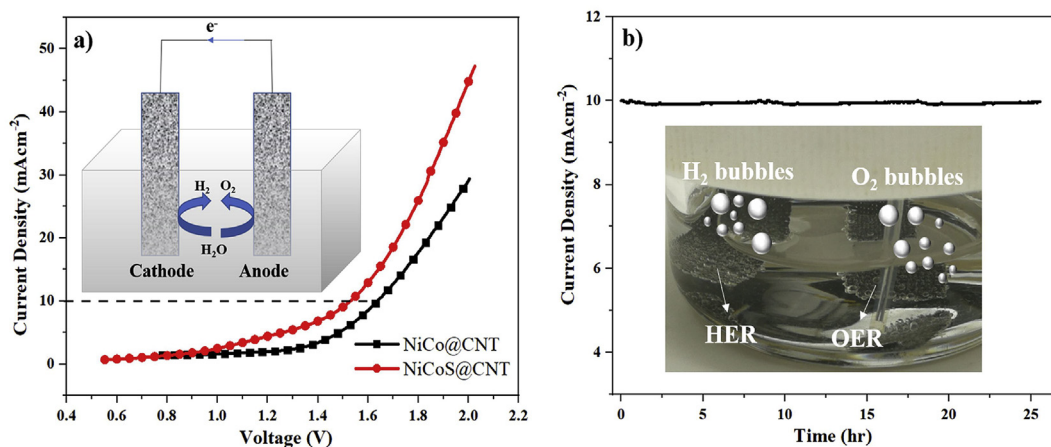 a)
e-
H2 O2
H2O
Cathode Anode
NiCo@CNT
NiCoS@CNT
Current Density (mAcm-2)
50
40
30
20
10
0
0.4 0.6 0.8 1.0 1.2 1.4 1.6 1.8 2.0 2.2
Voltage (V)
b)
H2 bubbles
O2 bubbles
HER
OER
Current Density (mAcm-2)
12
10
8
6
4
0 5 10 15 20 25
Time (hr)